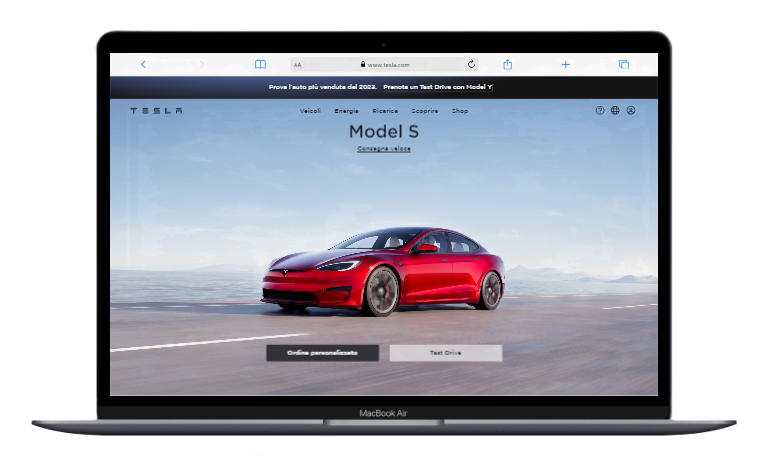 AA www.tesla.com
Prova l'auto più venduta del 2023. Prenota un Test Drive con Model Y
TESLA Veicoli Energia Ricarica Scoprire Shop
Model S
Consegna veloce
Ordine personalizzato Test Drive
MacBook Air